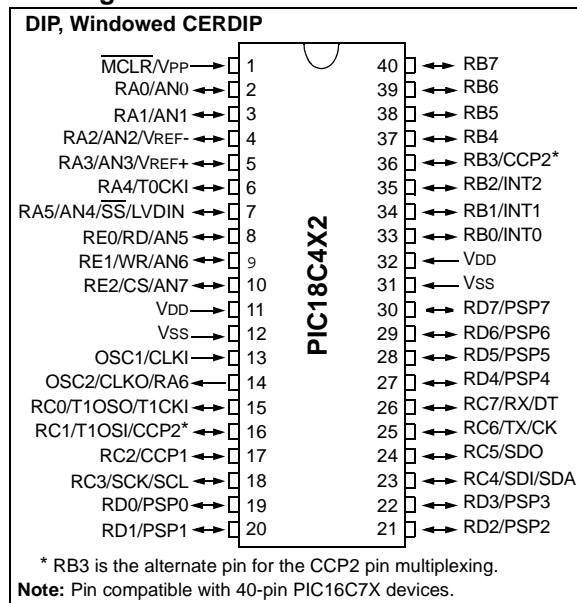 DIP, Windowed CERDIP
MCLR/VPP 1 40 RB7
RA0/AN0 2 39 RB6
RA1/AN1 3 38 RB5
RA2/AN2/VREF- 4 37 RB4
RA3/AN3/VREF+ 5 36 RB3/CCP2*
RA4/T0CKI 6 35 RB2/INT2
RA5/AN4/SS/LVDIN 7 34 RB1/INT1
RE0/RD/AN5 8 33 RB0/INT0
RE1/WR/AN6 9 32 VDD
RE2/CS/AN7 10 31 VSS
VDD 11 30 RD7/PSP7
VSS 12 29 RD6/PSP6
OSC1/CLKI 13 28 RD5/PSP5
OSC2/CLKO/RA6 14 27 RD4/PSP4
RC0/T1OSO/T1CKI 15 26 RC7/RX/DT
RC1/T1OSI/CCP2* 16 25 RC6/TX/CK
RC2/CCP1 17 24 RC5/SDO
RC3/SCK/SCL 18 23 RC4/SDI/SDA
RD0/PSP0 19 22 RD3/PSP3
RD1/PSP1 20 21 RD2/PSP2
PIC18C4X2
* RB3 is the alternate pin for the CCP2 pin multiplexing.
Note: Pin compatible with 40-pin PIC16C7X devices.